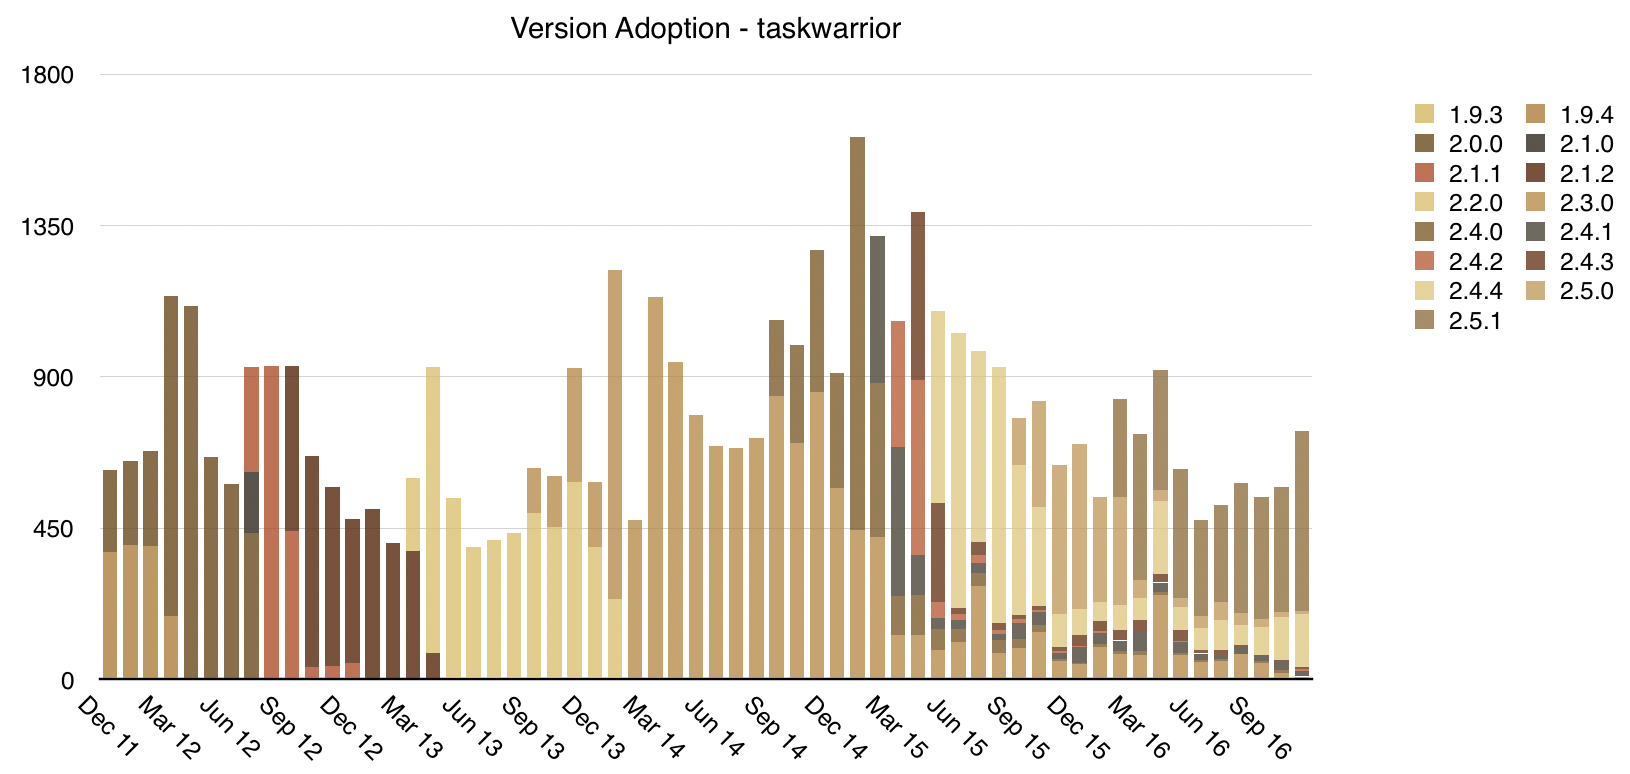 Version Adoption - taskwarrior
1800
1350
900
450
0
Dec 11
Mar 12
Jun 12
Sep 12
Dec 12
Mar 13
Jun 13
Sep 13
Dec 13
Mar 14
Jun 14
Sep 14
Dec 14
Mar 15
Jun 15
Sep 15
Dec 15
Mar 16
Jun 16
Sep 16
1.9.3 1.9.4
2.0.0 2.1.0
2.1.1 2.1.2
2.2.0 2.3.0
2.4.0 2.4.1
2.4.2 2.4.3
2.4.4 2.5.0
2.5.1